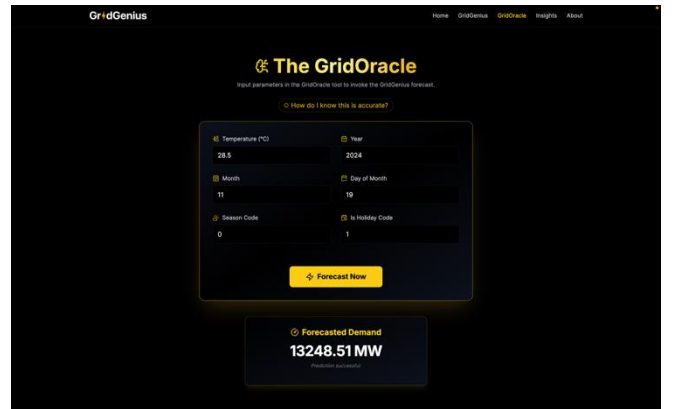 GridGenius
Home GridGenius GridOracle Insights About
The GridOracle
Input parameters in the GridOracle tool to invoke the GridGenius forecast.
How do I know this is accurate?
Temperature (°C) Year
28.5 2024
Month Day of Month
11 19
Season Code Is Holiday Code
0 1
Forecast Now
Forecasted Demand
13248.51 MW
Prediction successful